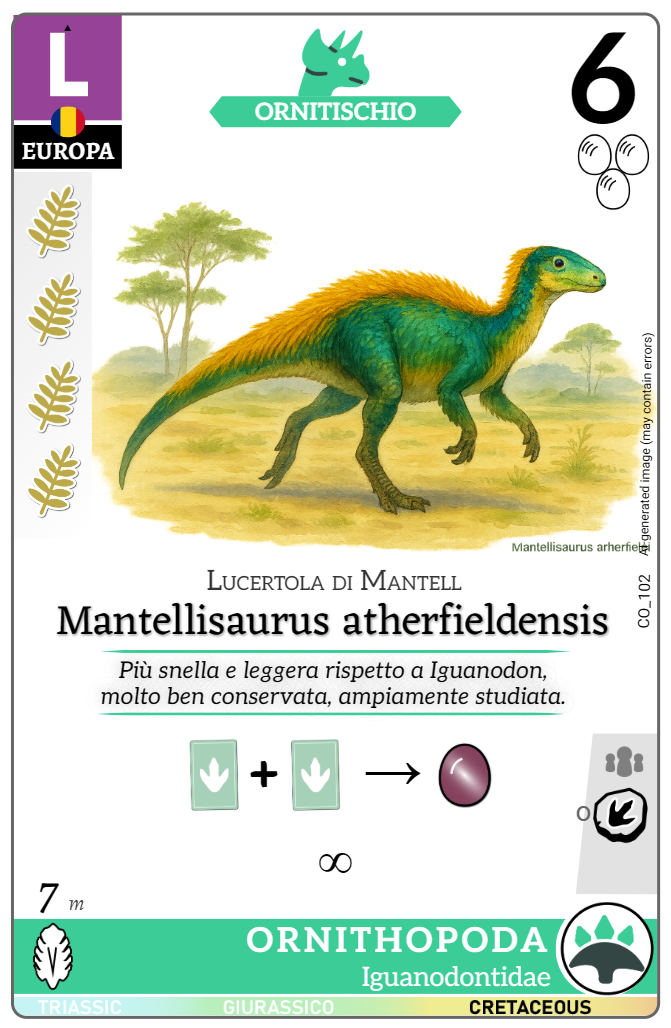 L
EUROPA
ORNITISCHIO
6
AI-generated image (may contain errors)
Mantellisaurus arherfiel
CO_102
Lucertola di Mantell
Mantellisaurus atherfieldensis
Più snella e leggera rispetto a Iguanodon,
molto ben conservata, ampiamente studiata.
+ →
O
∞
7 m
ORNITHOPODA
Iguanodontidae
TRIASSIC GIURASSICO CRETACEOUS